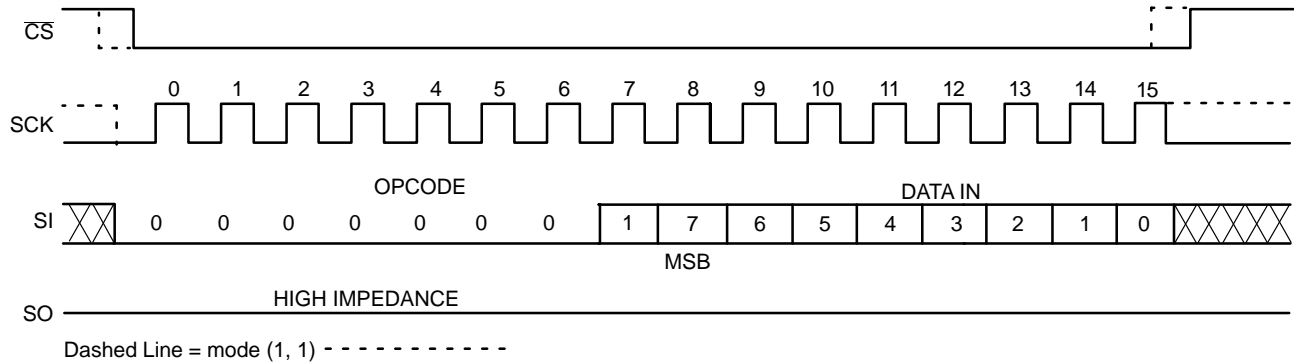 CS
0 1 2 3 4 5 6 7 8 9 10 11 12 13 14 15
SCK
OPCODE DATA IN
SI 0 0 0 0 0 0 0 1 7 6 5 4 3 2 1 0
MSB
HIGH IMPEDANCE
SO
Dashed Line = mode (1, 1)